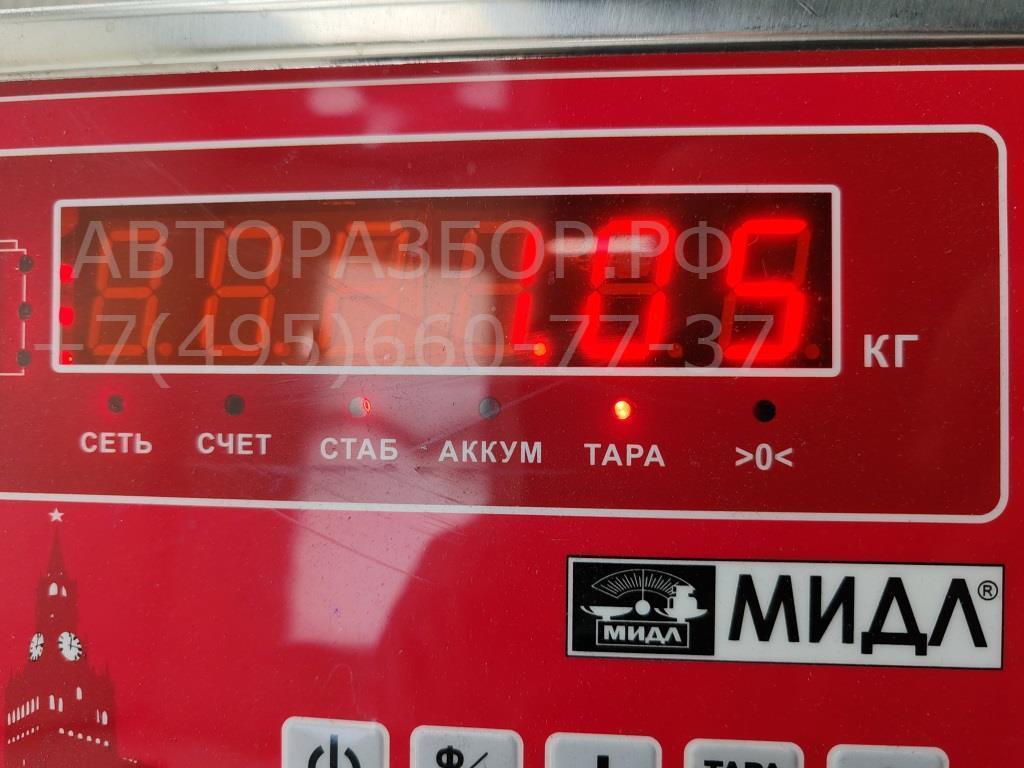 АВТОРАЗБОР.РФ
+7(495)660-77-37
1.05
КГ
СЕТЬ СЧЕТ СТАБ АККУМ ТАРА >0<
МИДЛ МИДЛ®
Ф/
ТАРА